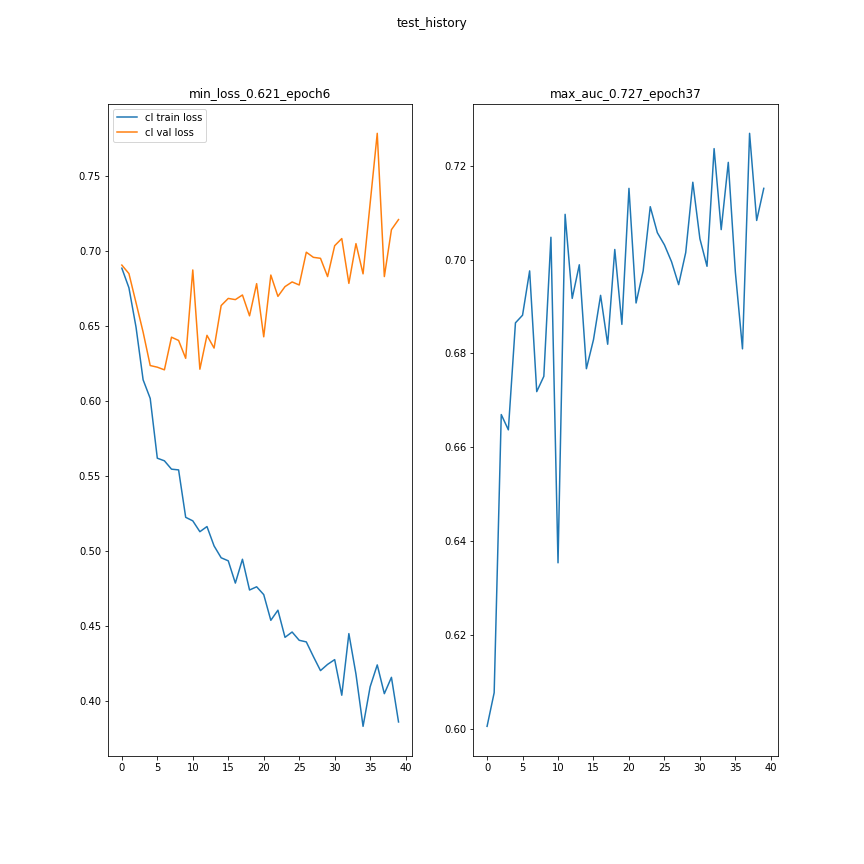 test_history
min_loss_0.621_epoch6
cl train loss
cl val loss
0.75
0.70
0.65
0.60
0.55
0.50
0.45
0.40
0 5 10 15 20 25 30 35 40
max_auc_0.727_epoch37
0.72
0.70
0.68
0.66
0.64
0.62
0.60
0 5 10 15 20 25 30 35 40